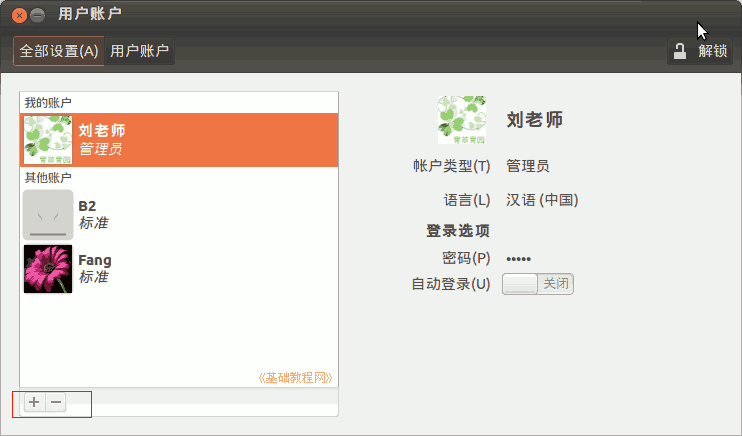 用户账户
全部设置(A) 用户账户 解锁
我的账户
刘老师
管理员
其他账户
B2
标准
Fang
标准
《基础教程网》
刘老师
帐户类型(T) 管理员
语言(L) 汉语 (中国)
登录选项
密码(P) •••••
自动登录(U) 关闭